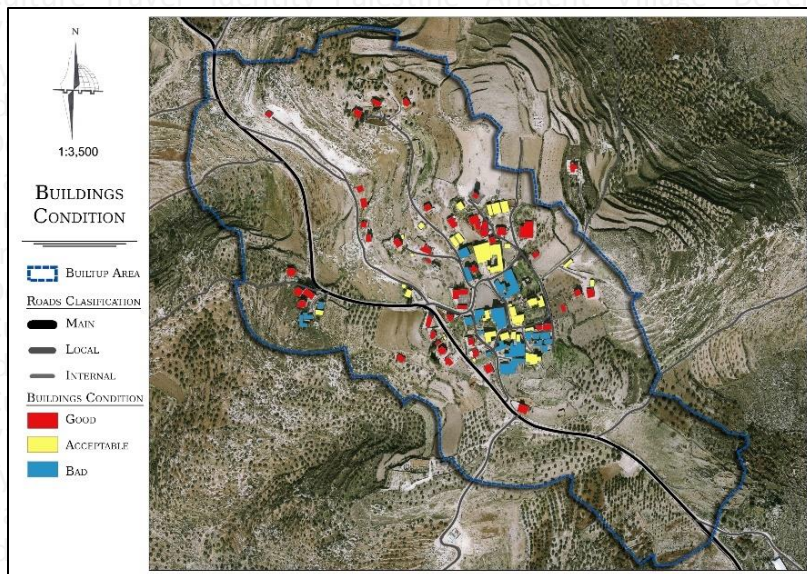 N
1:3,500
BUILDINGS
CONDITION
BUILTUP AREA
ROADS CLASIFICATION
MAIN
LOCAL
INTERNAL
BUILDINGS CONDITION
GOOD
ACCEPTABLE
BAD